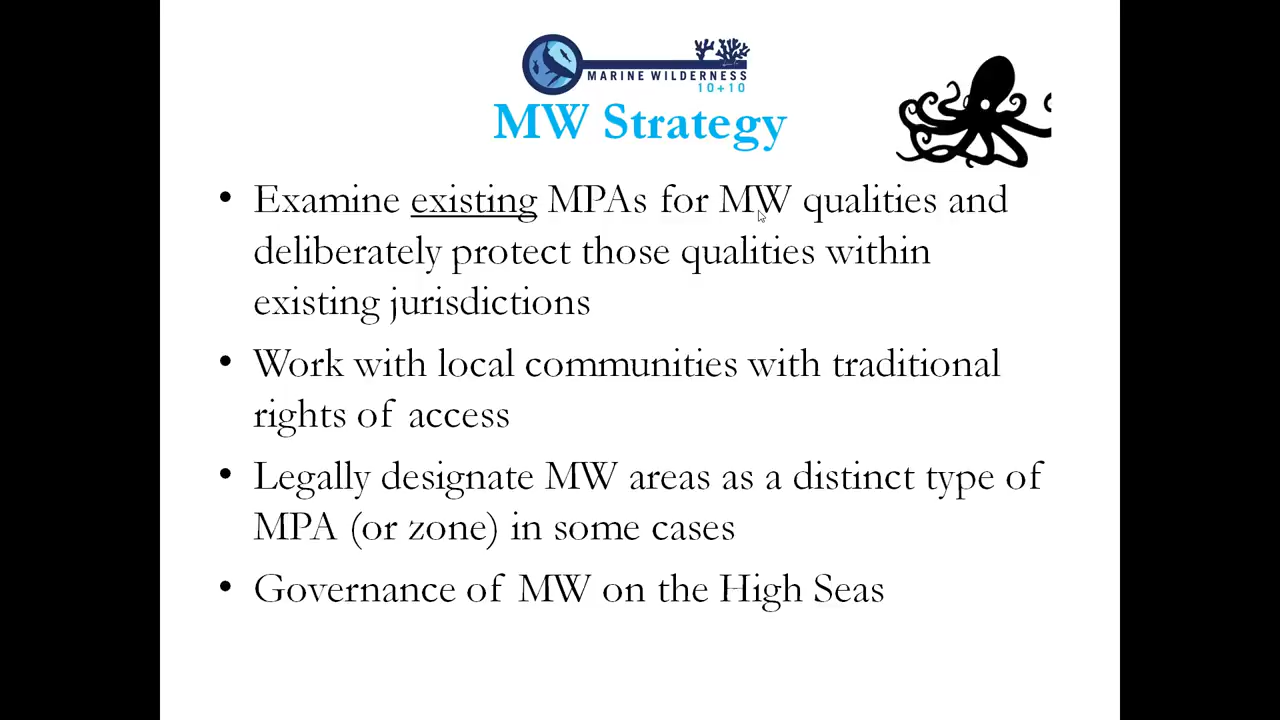 MARINE WILDERNESS
10+10
MW Strategy
• Examine existing MPAs for MW qualities and
deliberately protect those qualities within
existing jurisdictions
• Work with local communities with traditional
rights of access
• Legally designate MW areas as a distinct type of
MPA (or zone) in some cases
• Governance of MW on the High Seas